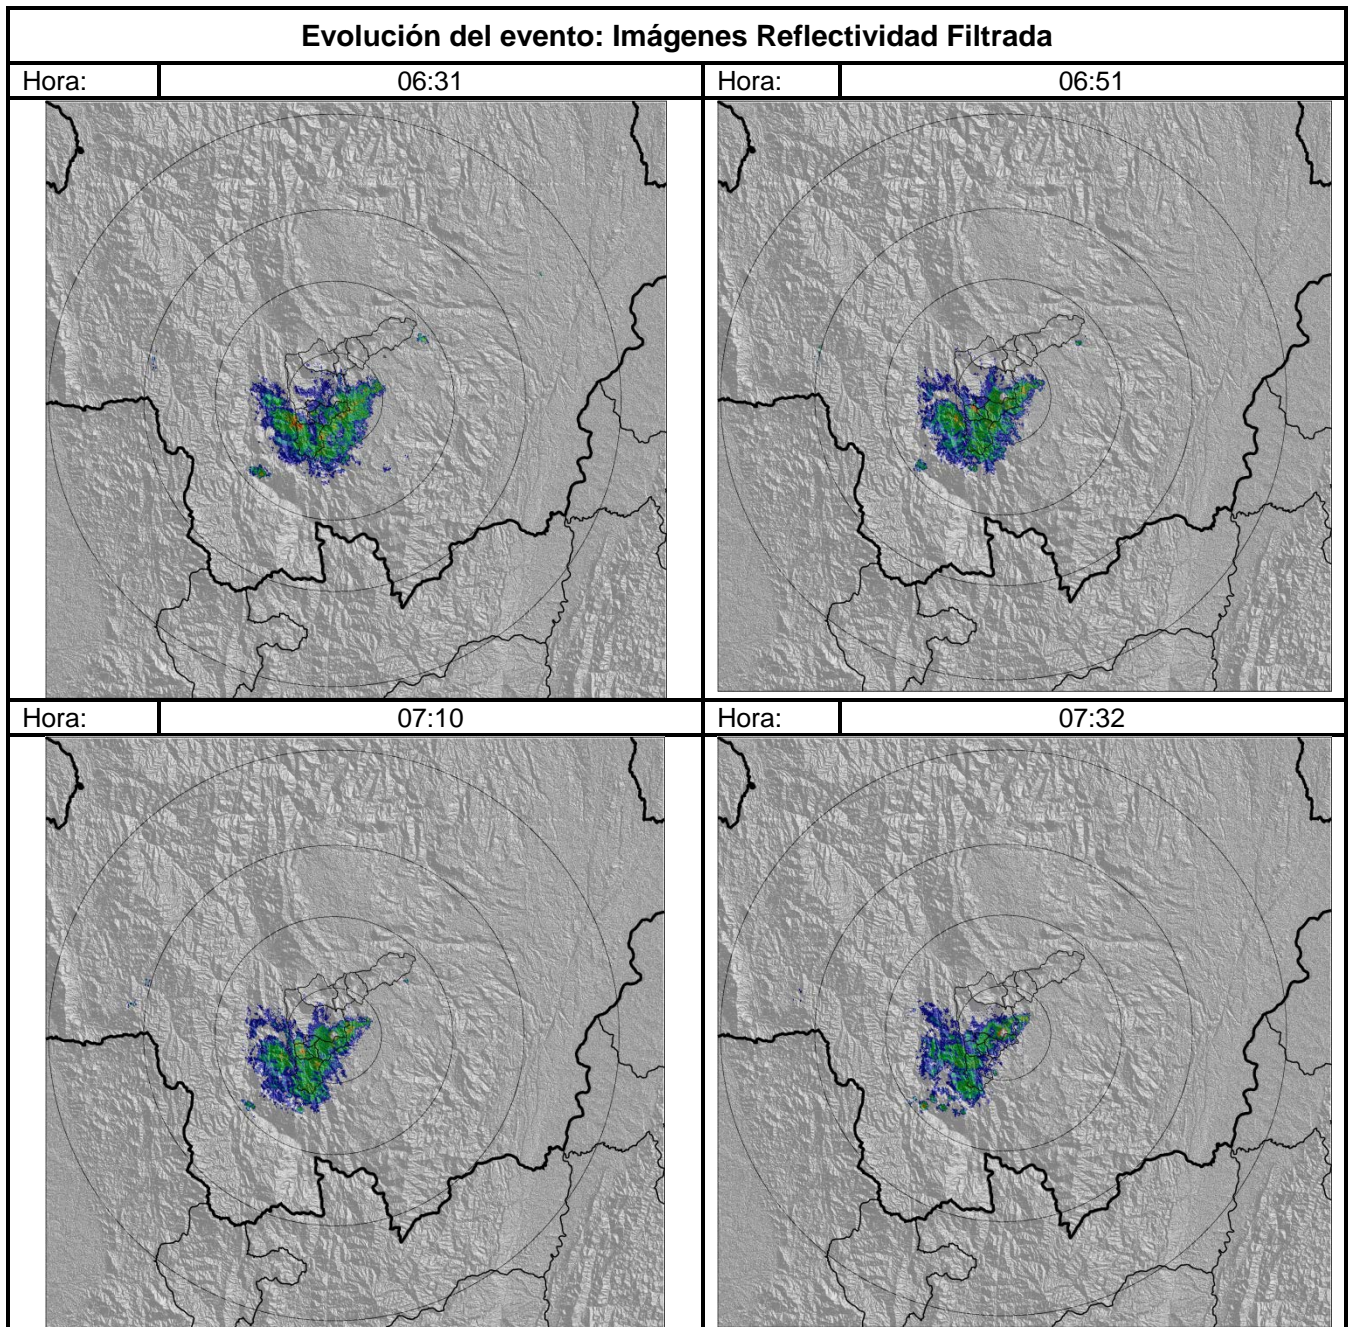 Evolución del evento: Imágenes Reflectividad Filtrada
Hora: 06:31 Hora: 06:51
Hora: 07:10 Hora: 07:32